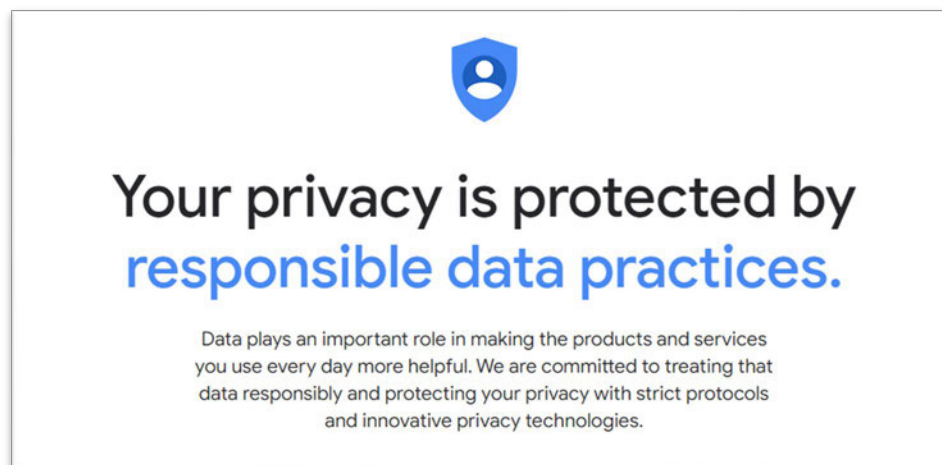 Your privacy is protected by
responsible data practices.
Data plays an important role in making the products and services
you use every day more helpful. We are committed to treating that
data responsibly and protecting your privacy with strict protocols
and innovative privacy technologies.